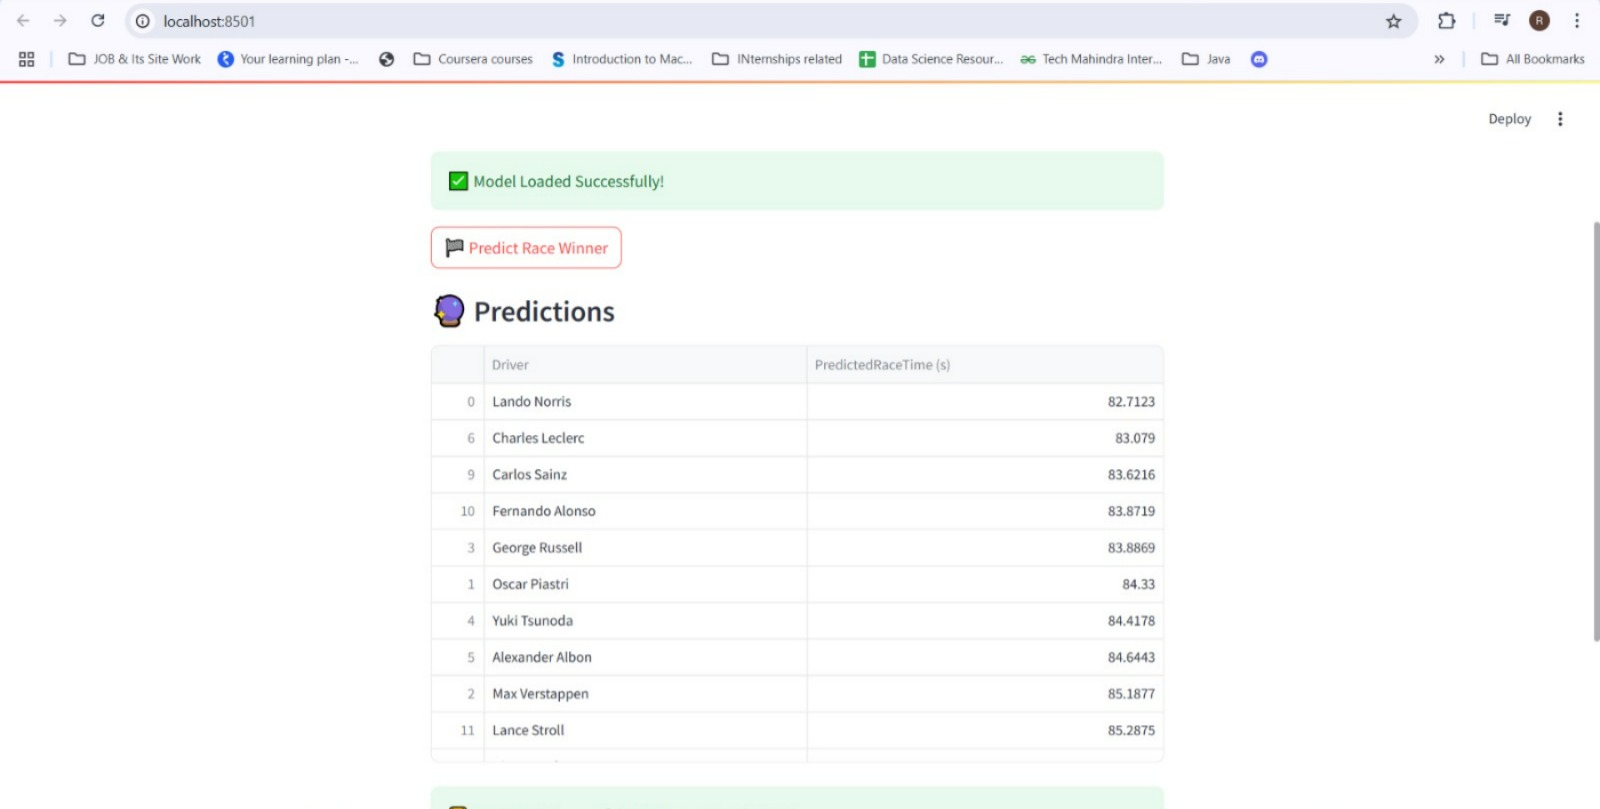 localhost:8501
R
JOB & Its Site Work Your learning plan -... Coursera courses S Introduction to Mac... INternships related Data Science Resour... Tech Mahindra Inter... Java » All Bookmarks
Deploy
Model Loaded Successfully!
Predict Race Winner
Predictions
Driver PredictedRaceTime (s)
0 Lando Norris 82.7123
6 Charles Leclerc 83.079
9 Carlos Sainz 83.6216
10 Fernando Alonso 83.8719
3 George Russell 83.8869
1 Oscar Piastri 84.33
4 Yuki Tsunoda 84.4178
5 Alexander Albon 84.6443
2 Max Verstappen 85.1877
11 Lance Stroll 85.2875